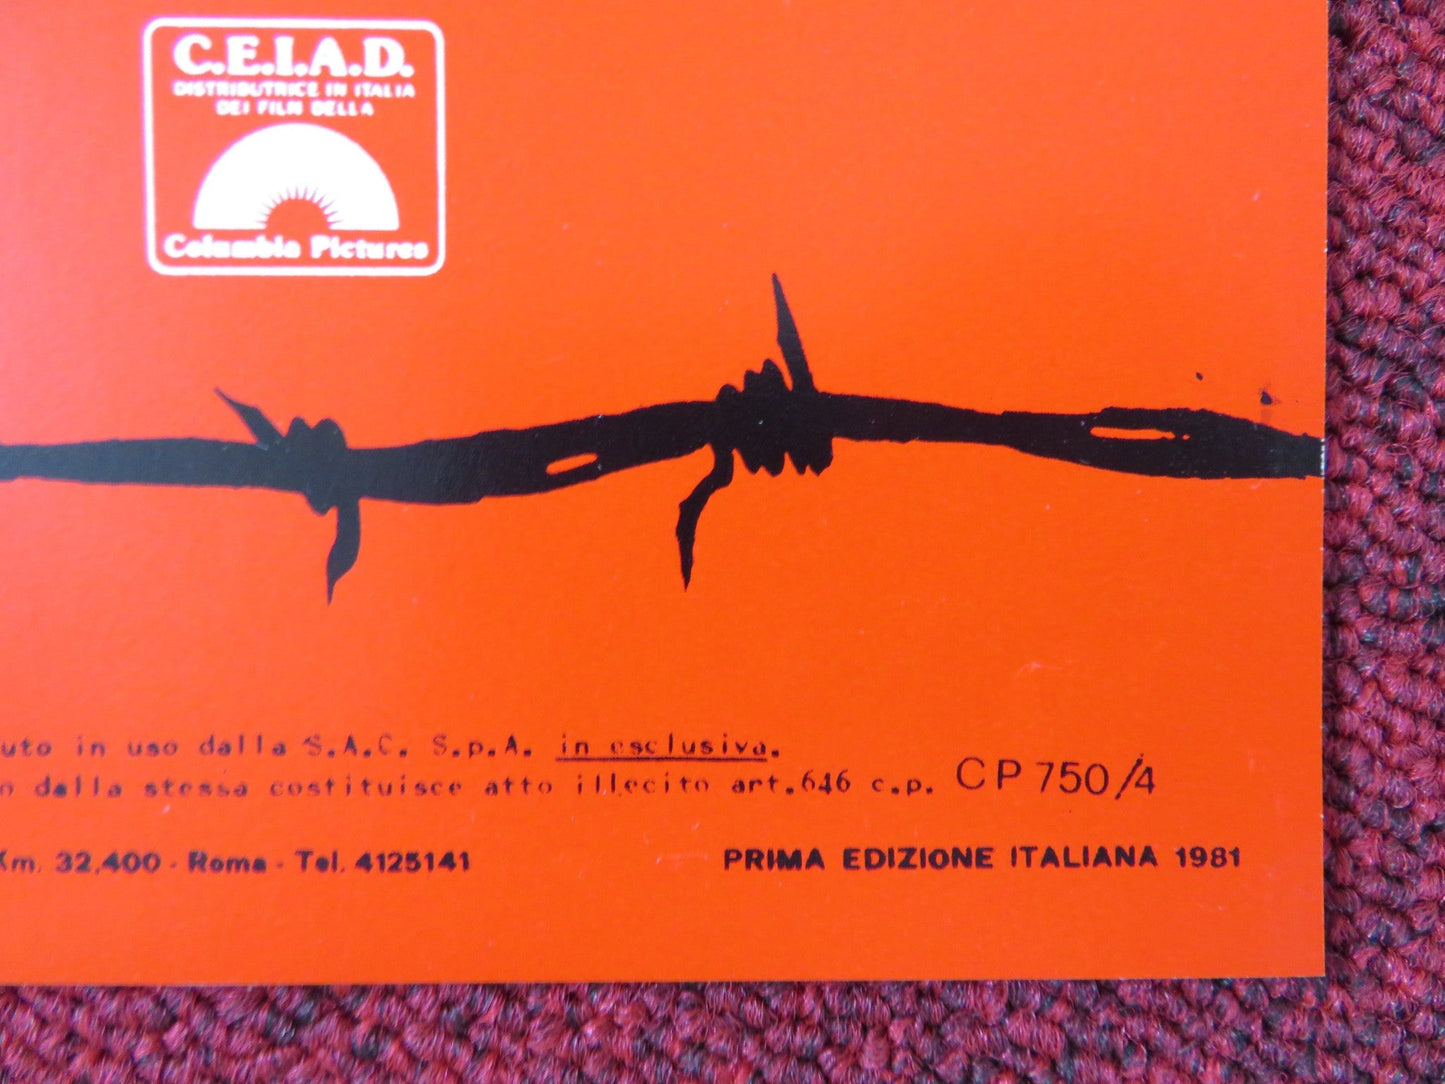 C.E.I.A.D.
DISTRIBUTRICE IN ITALIA
DEI FILM DELLA
Columbia Pictures
uto in uso dalla S.A.C. S.p.A. in esclusiva.
dalla stessa costituisce atto illecito art.646 c.p. CP 750/4
Km. 32,400 - Roma - Tel. 4125141
PRIMA EDIZIONE ITALIANA 1981